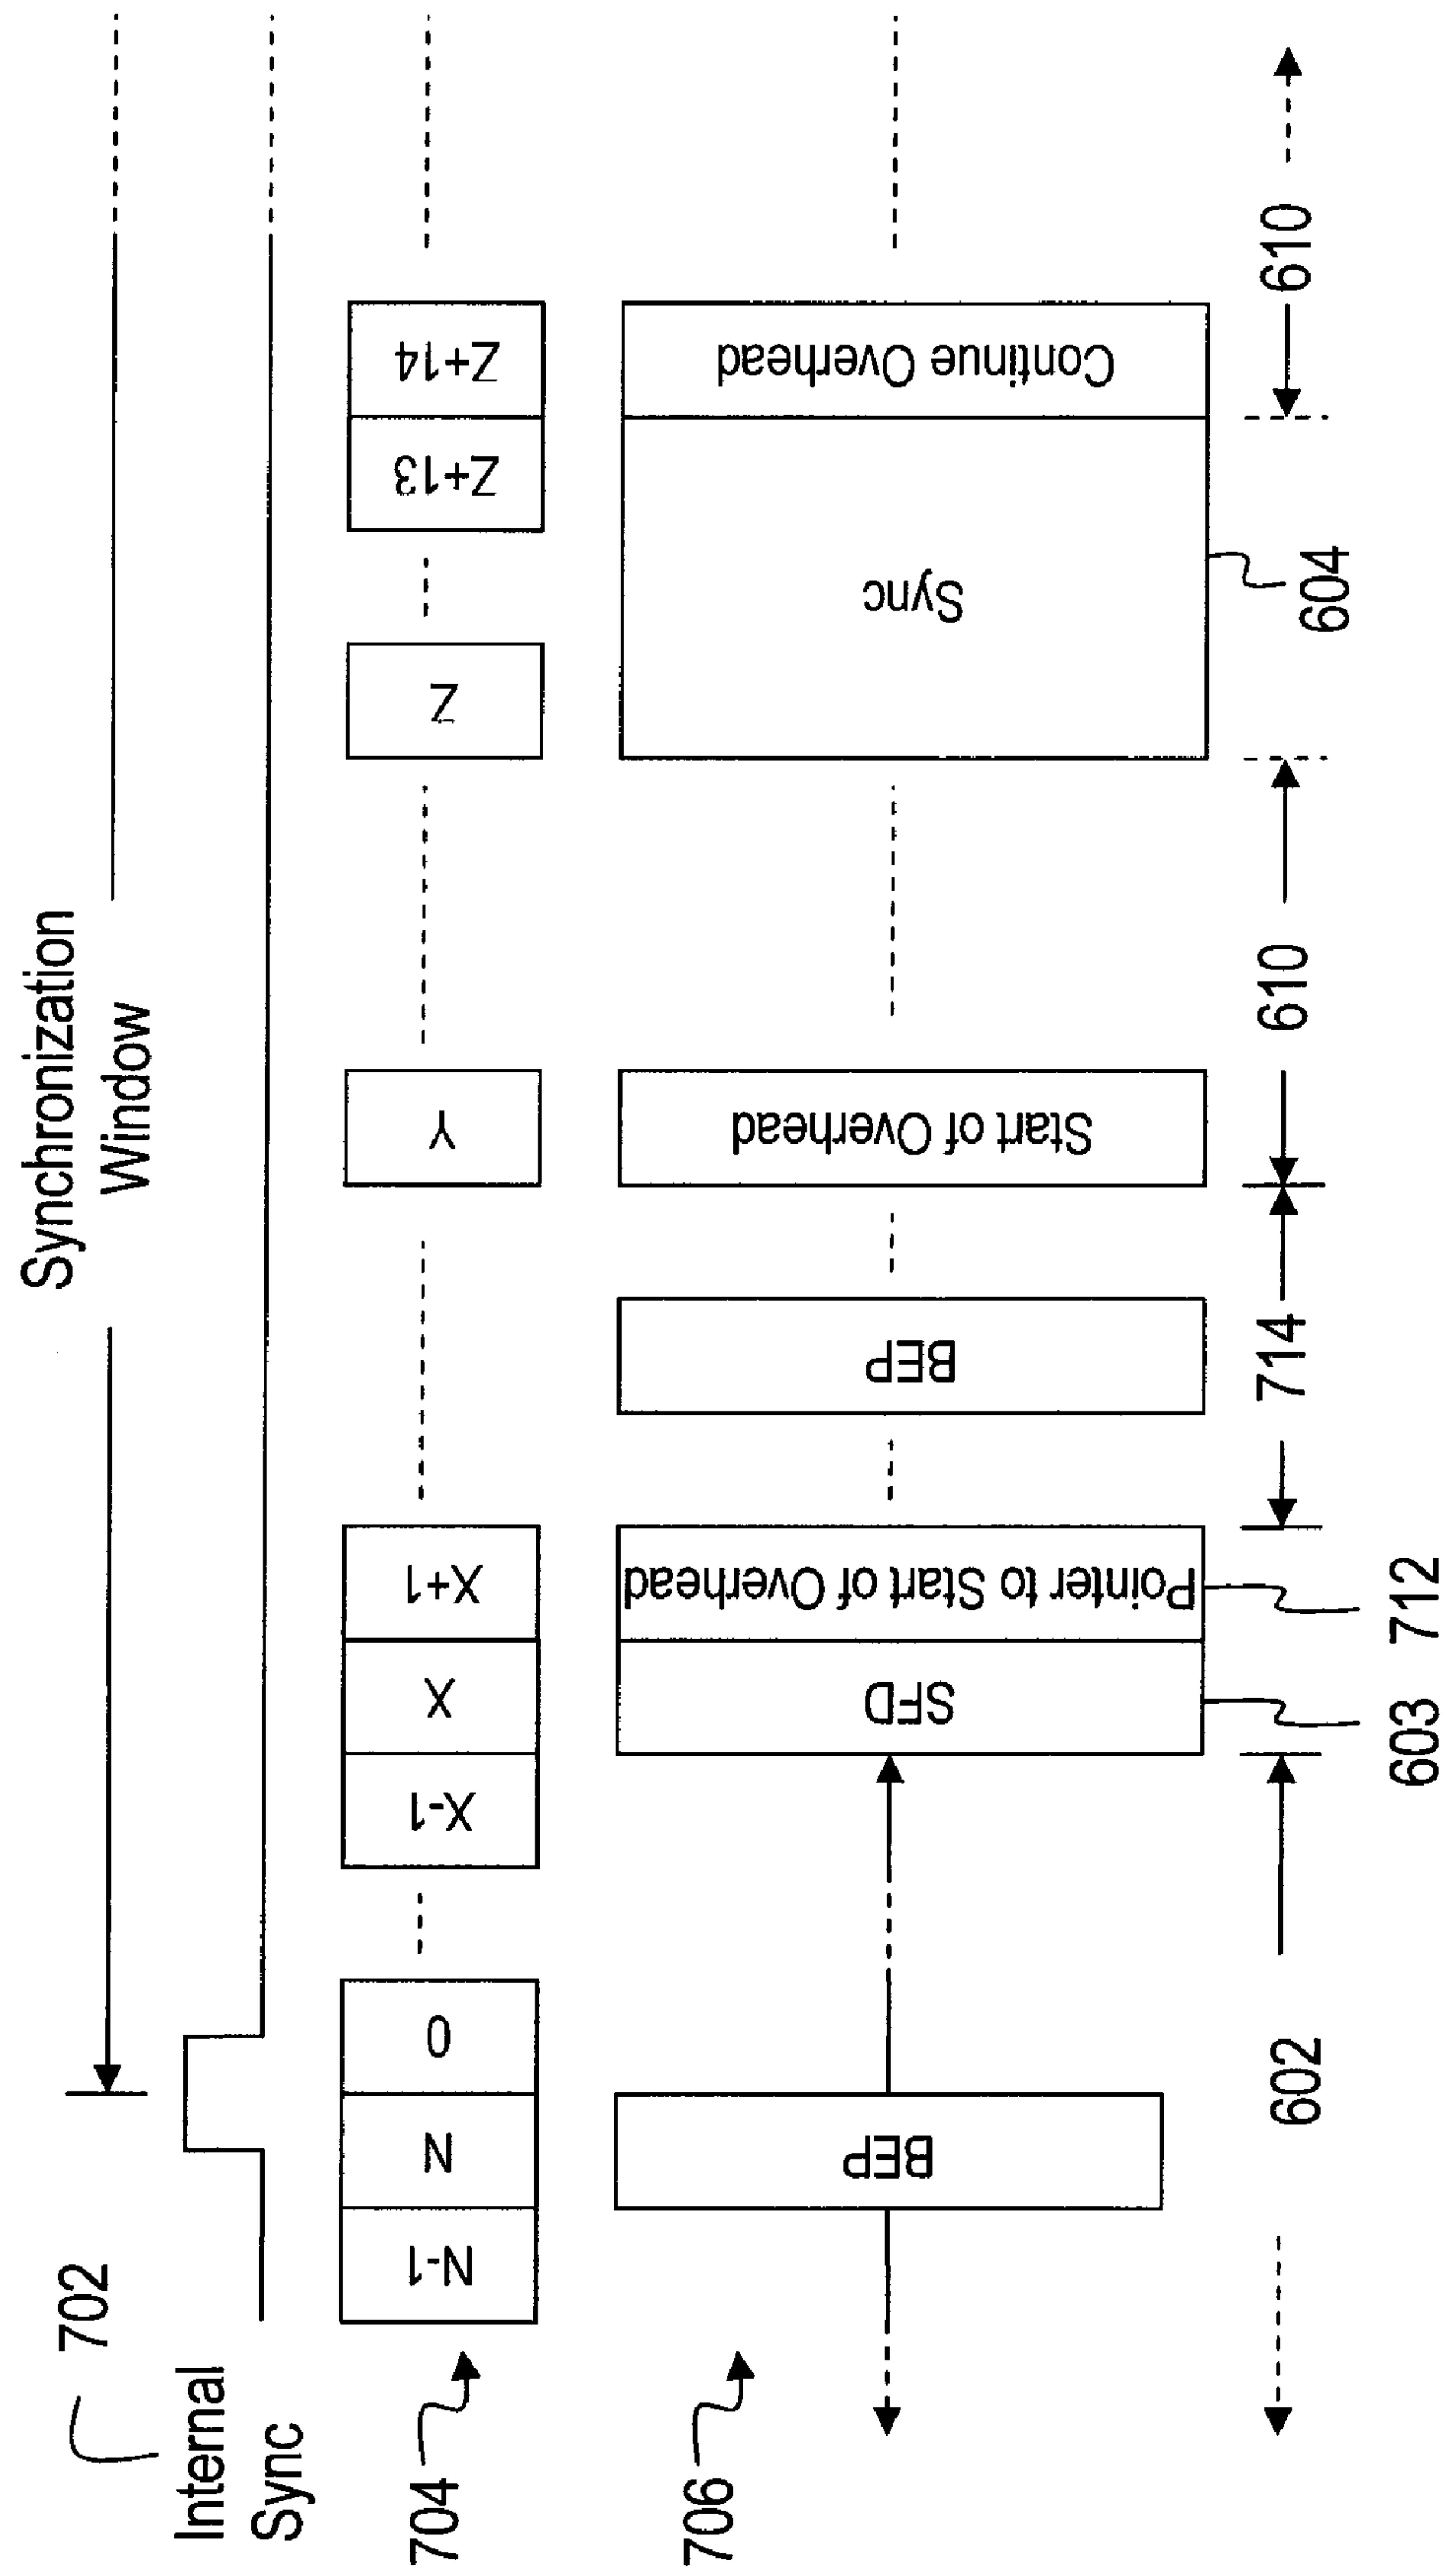 Synchronization
Window
702
Internal
Sync
704
N-1
N
0
X-1
X
X+1
Y
Z
Z+13
Z+14
706
BEP
SFD
Pointer to Start of Overhead
BEP
Start of Overhead
Sync
Continue Overhead
602
714
610
610
603
712
604